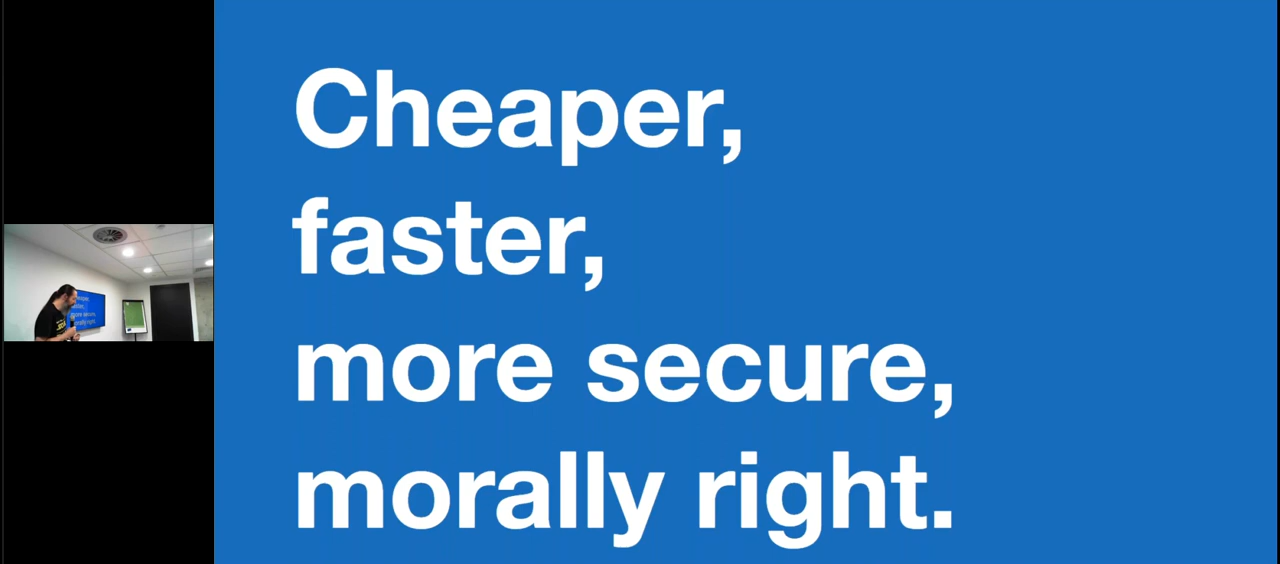 Cheaper,
faster,
more secure,
morally right.